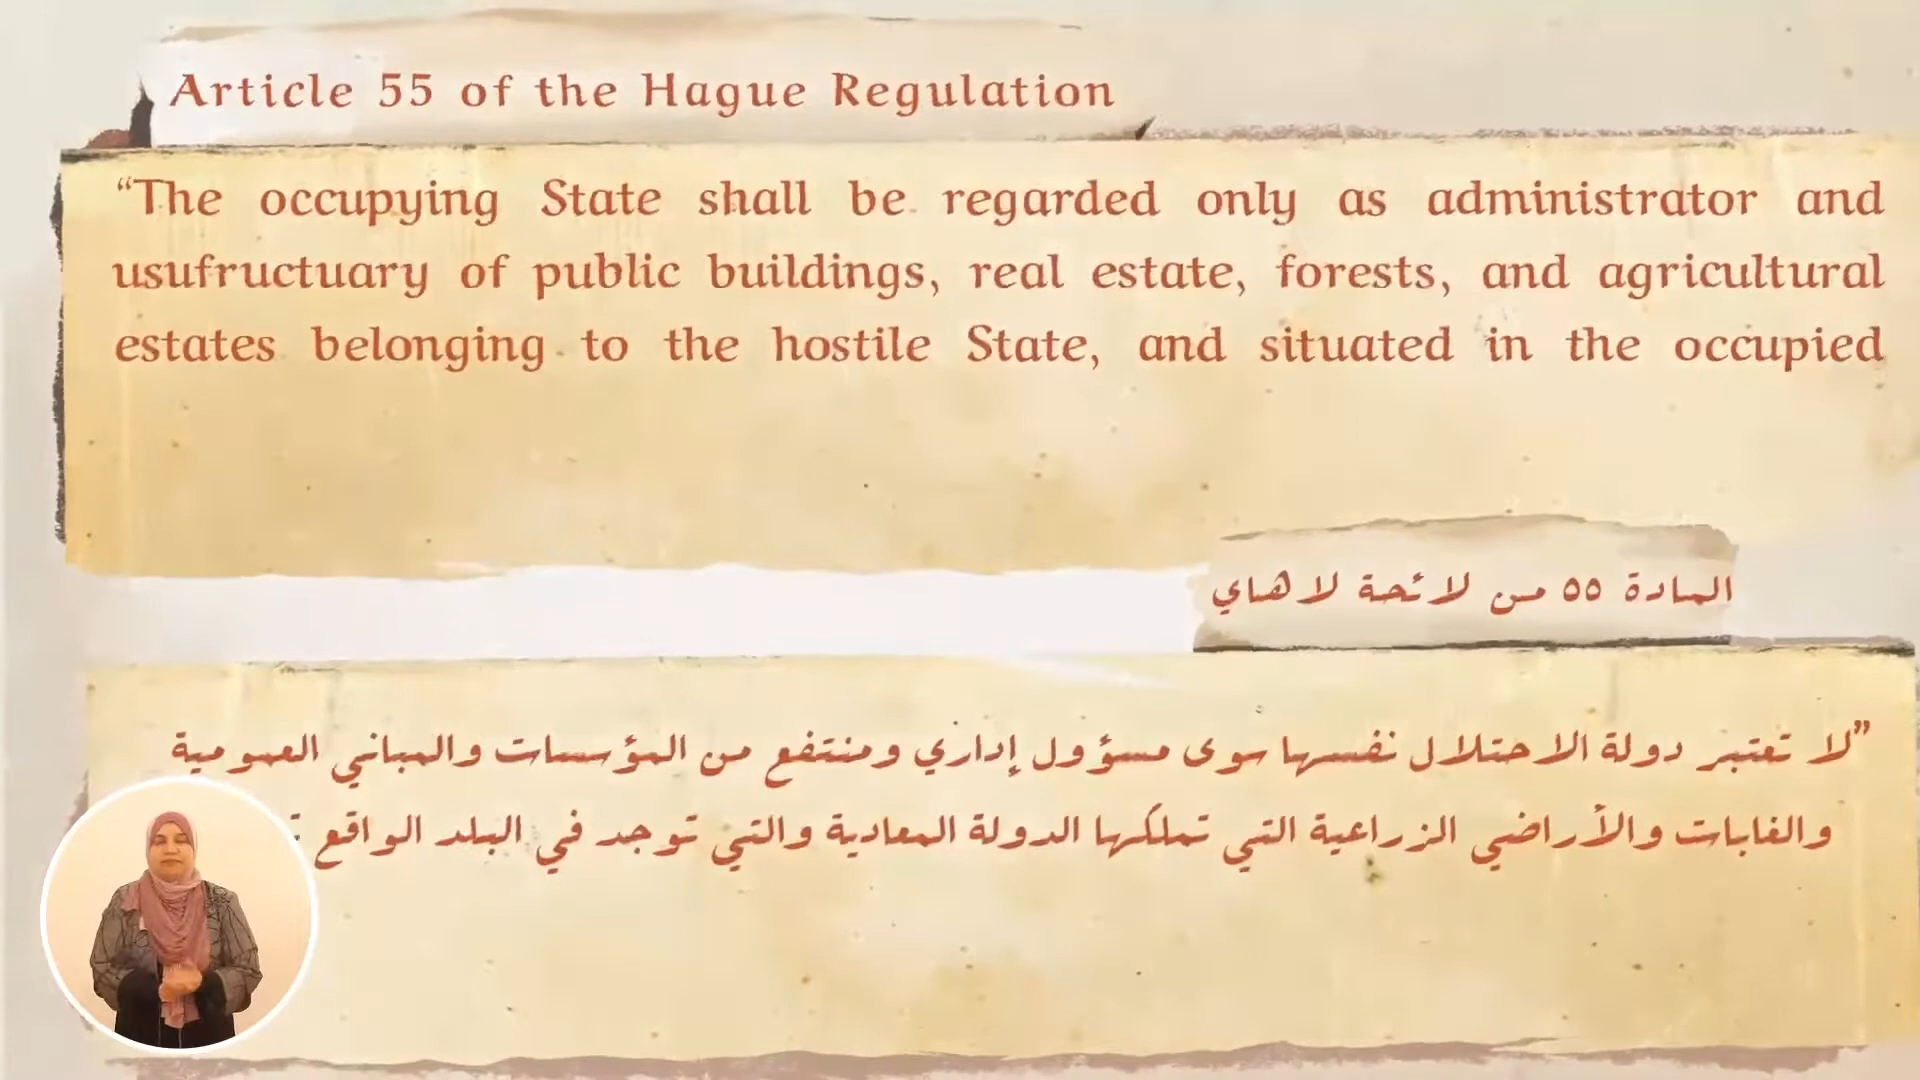 Article 55 of the Hague Regulation
“The occupying State shall be regarded only as administrator and
usufructuary of public buildings, real estate, forests, and agricultural
estates belonging to the hostile State, and situated in the occupied
المادة ٥٥ من لائحة لاهاي
”لا تعتبر دولة الاحتلال نفسها سوى مسؤول إداري ومنتفع من المؤسسات والمباني العمومية
والغابات والأراضي الزراعية التي تملكها الدولة المعادية والتي توجد في البلد الواقع